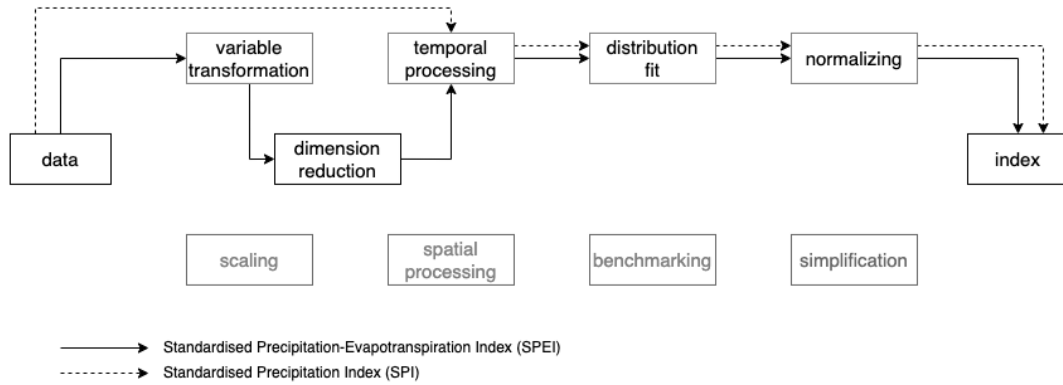 variable
transformation
temporal
processing
distribution
fit
normalizing
data
dimension
reduction
index
scaling
spatial
processing
benchmarking
simplification
Standardised Precipitation-Evapotranspiration Index (SPEI)
Standardised Precipitation Index (SPI)